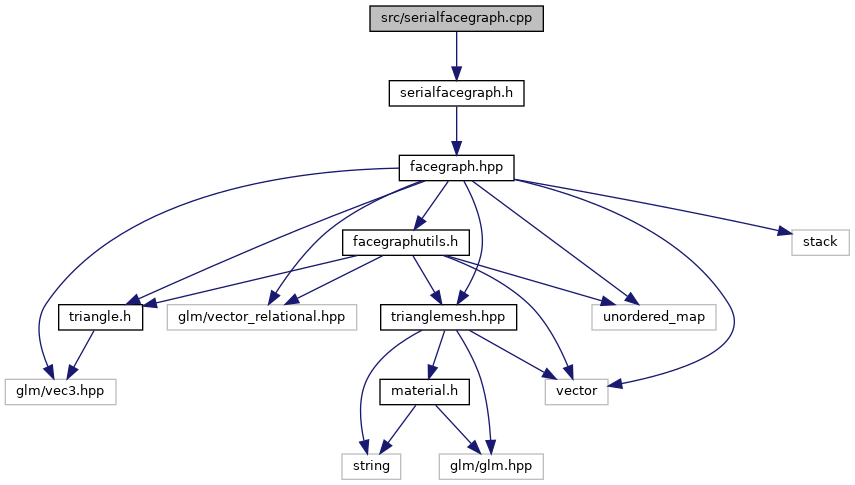 src/serialfacegraph.cpp
serialfacegraph.h
facegraph.hpp
facegraphutils.h
stack
triangle.h
glm/vector_relational.hpp
trianglemesh.hpp
unordered_map
glm/vec3.hpp
material.h
vector
string
glm/glm.hpp